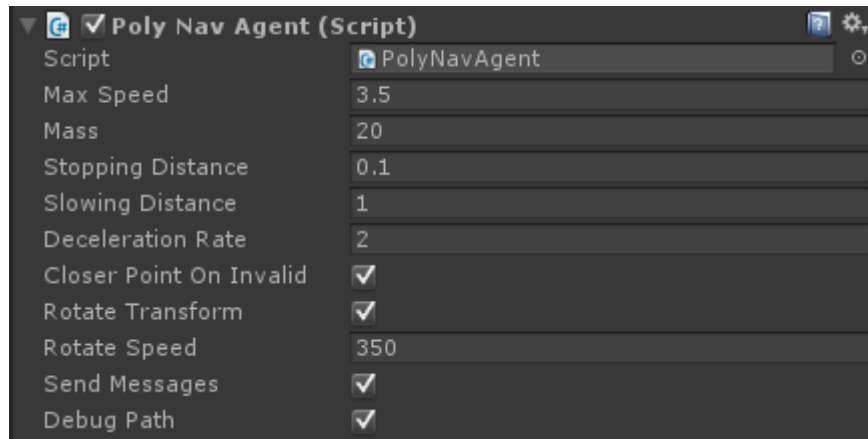 Poly Nav Agent (Script)
Script PolyNavAgent
Max Speed 3.5
Mass 20
Stopping Distance 0.1
Slowing Distance 1
Deceleration Rate 2
Closer Point On Invalid
Rotate Transform
Rotate Speed 350
Send Messages
Debug Path